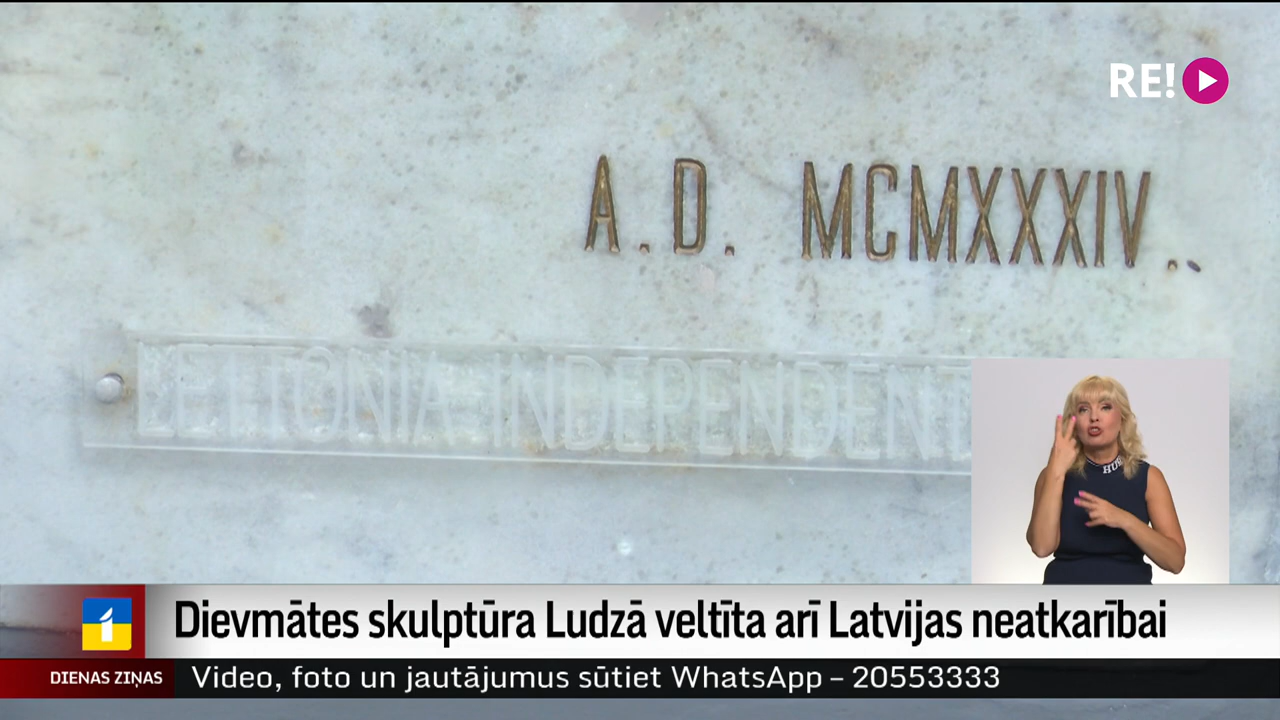 RE!
A.D. MCMXXXIV..
LETTONIA INDEPENDENT
HUG
Dievmātes skulptūra Ludzā veltīta arī Latvijas neatkarībai
1
DIENAS ZIŅAS
Video, foto un jautājumus sūtiet WhatsApp – 20553333